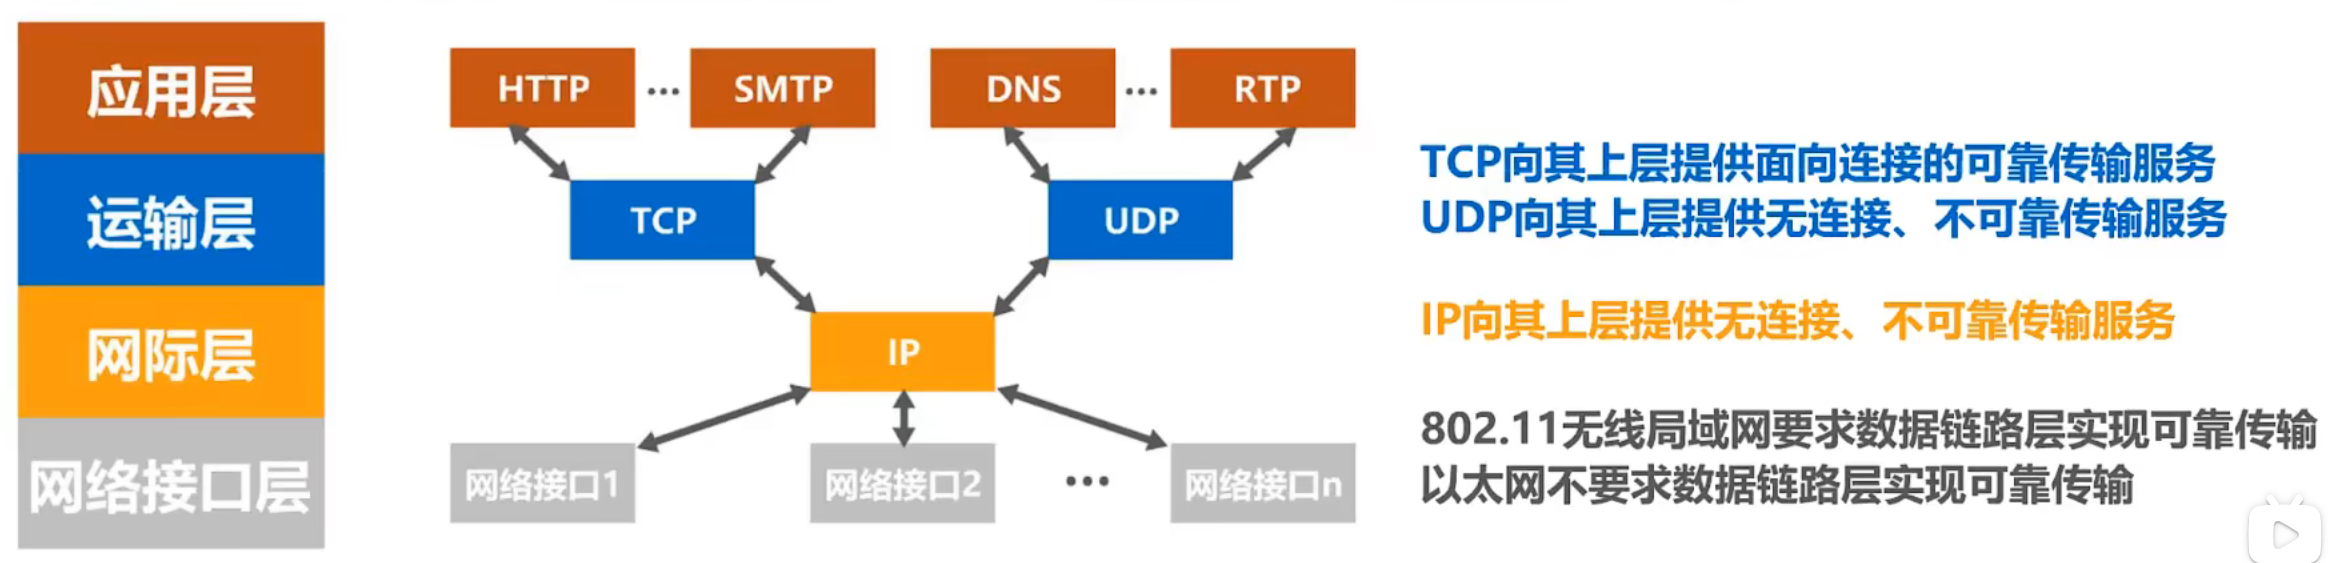 应用层
运输层
网际层
网络接口层
HTTP … SMTP
DNS … RTP
TCP
UDP
IP
网络接口1
网络接口2
…
网络接口n
TCP向其上层提供面向连接的可靠传输服务
UDP向其上层提供无连接、不可靠传输服务
IP向其上层提供无连接、不可靠传输服务
802.11无线局域网要求数据链路层实现可靠传输
以太网不要求数据链路层实现可靠传输